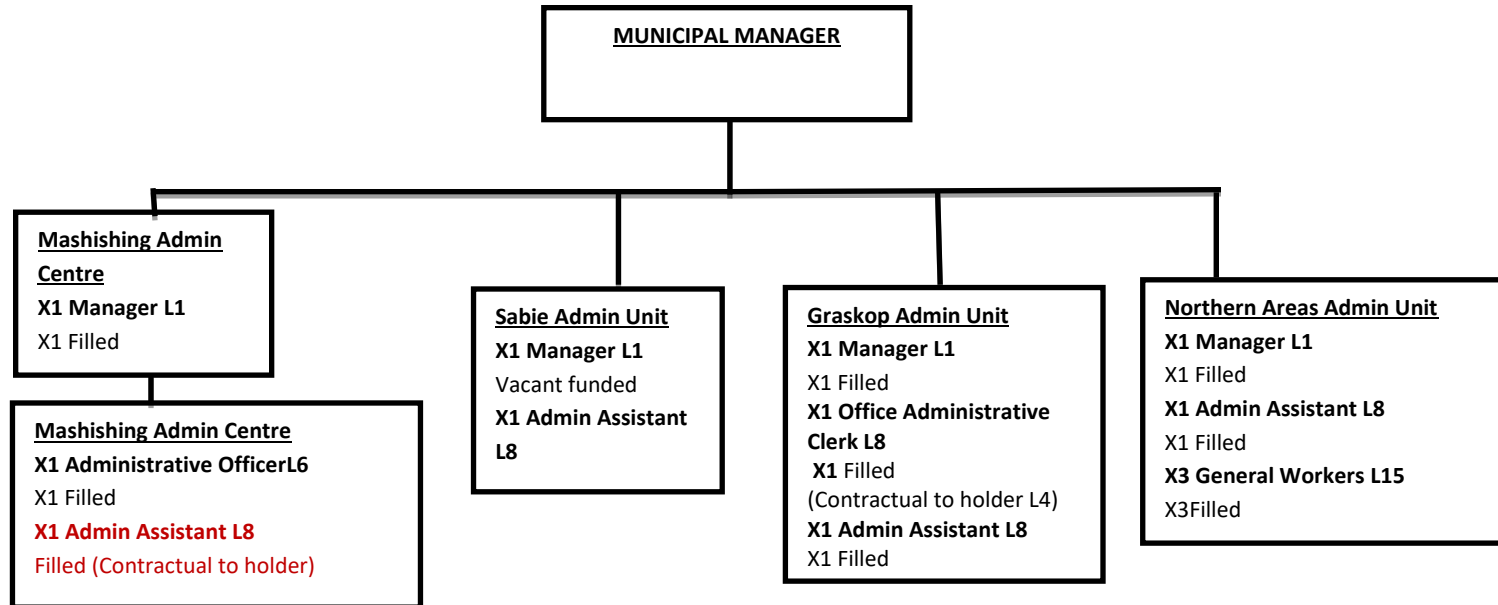 MUNICIPAL MANAGER
Mashishing Admin
Centre
X1 Manager L1
X1 Filled
Mashishing Admin Centre
X1 Administrative OfficerL6
X1 Filled
X1 Admin Assistant L8
Filled (Contractual to holder)
Sabie Admin Unit
X1 Manager L1
Vacant funded
X1 Admin Assistant
L8
Graskop Admin Unit
X1 Manager L1
X1 Filled
X1 Office Administrative
Clerk L8
X1 Filled
(Contractual to holder L4)
X1 Admin Assistant L8
X1 Filled
Northern Areas Admin Unit
X1 Manager L1
X1 Filled
X1 Admin Assistant L8
X1 Filled
X3 General Workers L15
X3Filled